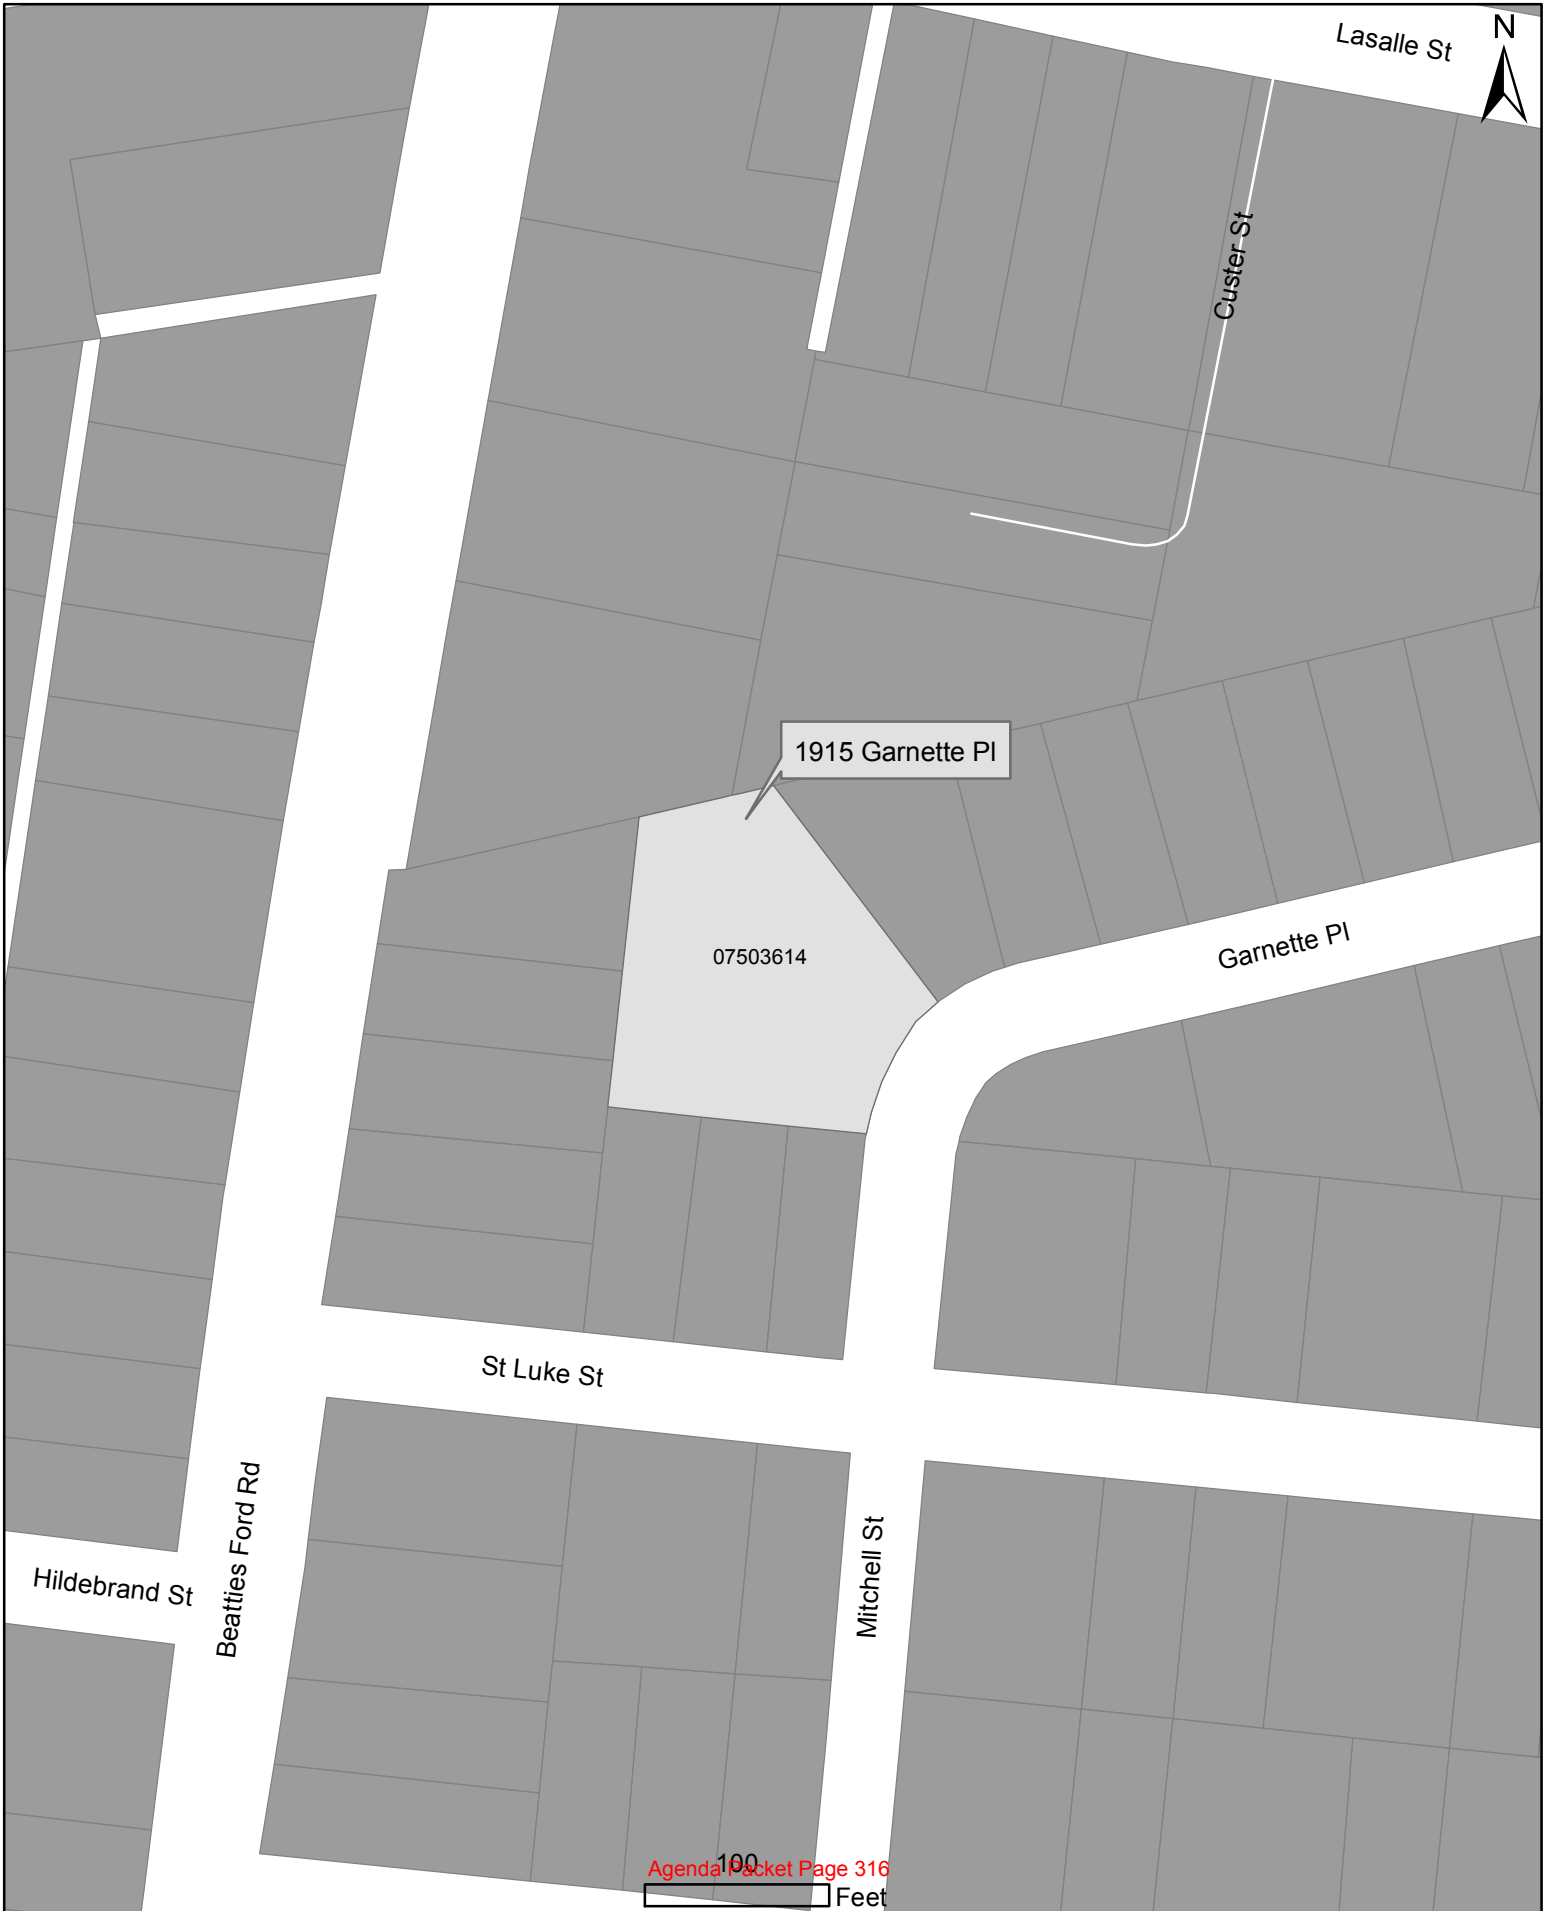 Lasalle St
N
Custer St
1915 Garnette Pl
07503614
Garnette Pl
St Luke St
Beatties Ford Rd
Hildebrand St
Mitchell St
100
Agenda Packet Page 316
Feet